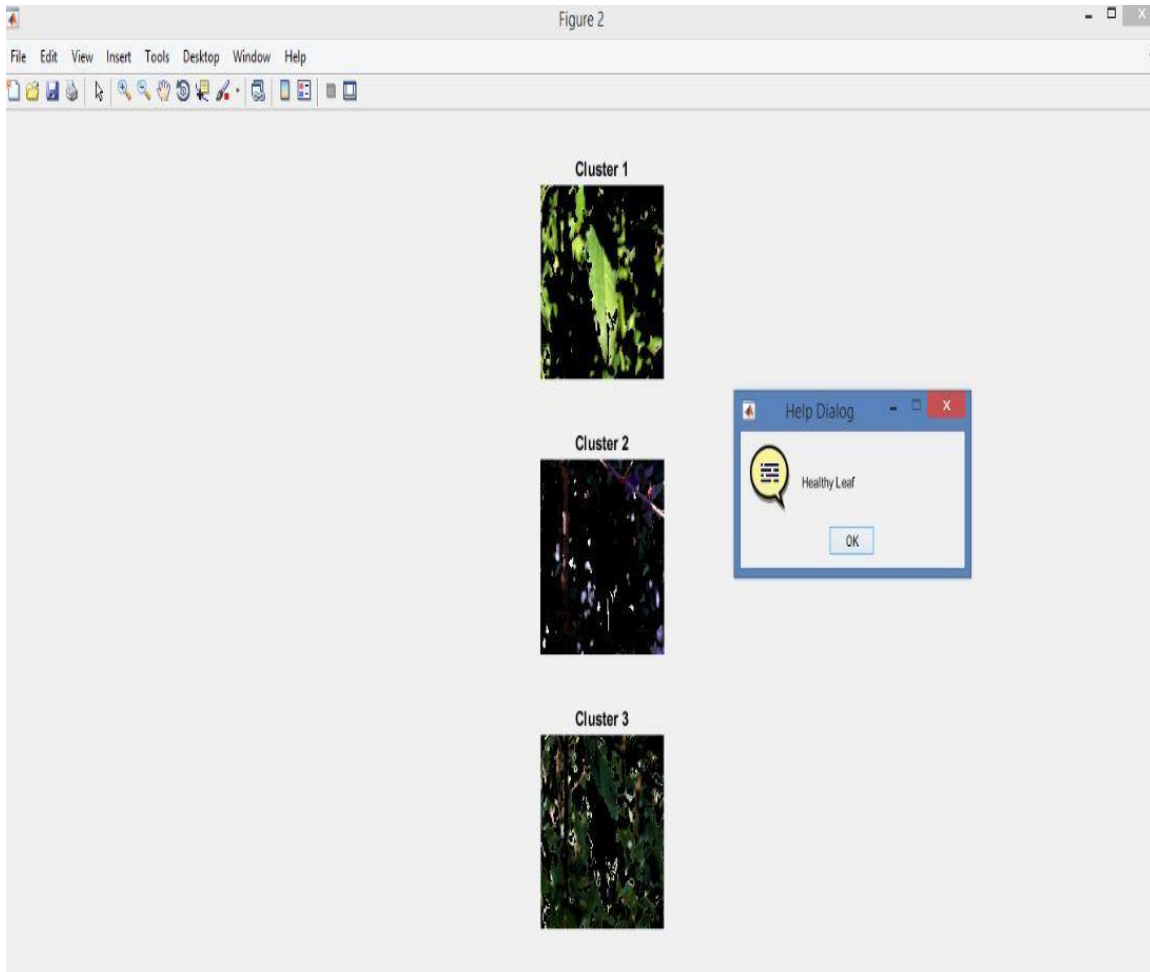 Figure 2
File Edit View Insert Tools Desktop Window Help
Cluster 1
Cluster 2
Help Dialog
Healthy Leaf
OK
Cluster 3